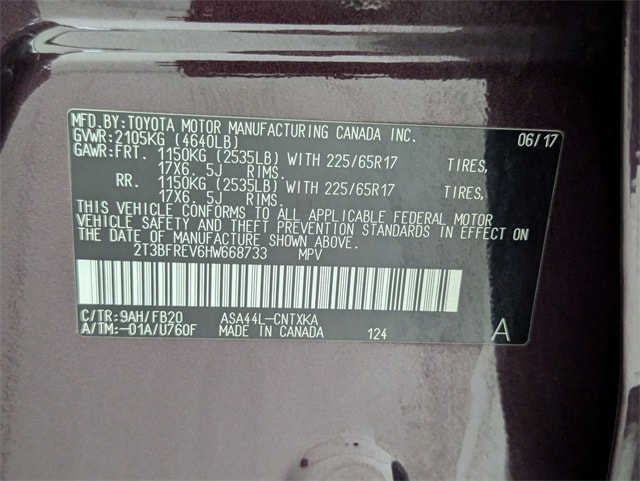 MFD.BY:TOYOTA MOTOR MANUFACTURING CANADA INC. 06/17
GVWR:2105KG (4640LB)
GAWR:FRT. 1150KG (2535LB) WITH 225/65R17 TIRES,
17X6. 5J RIMS.
RR. 1150KG (2535LB) WITH 225/65R17 TIRES,
17X6. 5J RIMS.
THIS VEHICLE CONFORMS TO ALL APPLICABLE FEDERAL MOTOR
VEHICLE SAFETY AND THEFT PREVENTION STANDARDS IN EFFECT ON
THE DATE OF MANUFACTURE SHOWN ABOVE.
2T3BFREV6HW668733 MPV
C/TR:9AH/FB20 ASA44L-CNTXKA
A/TM:-01A/U760F MADE IN CANADA 124 A